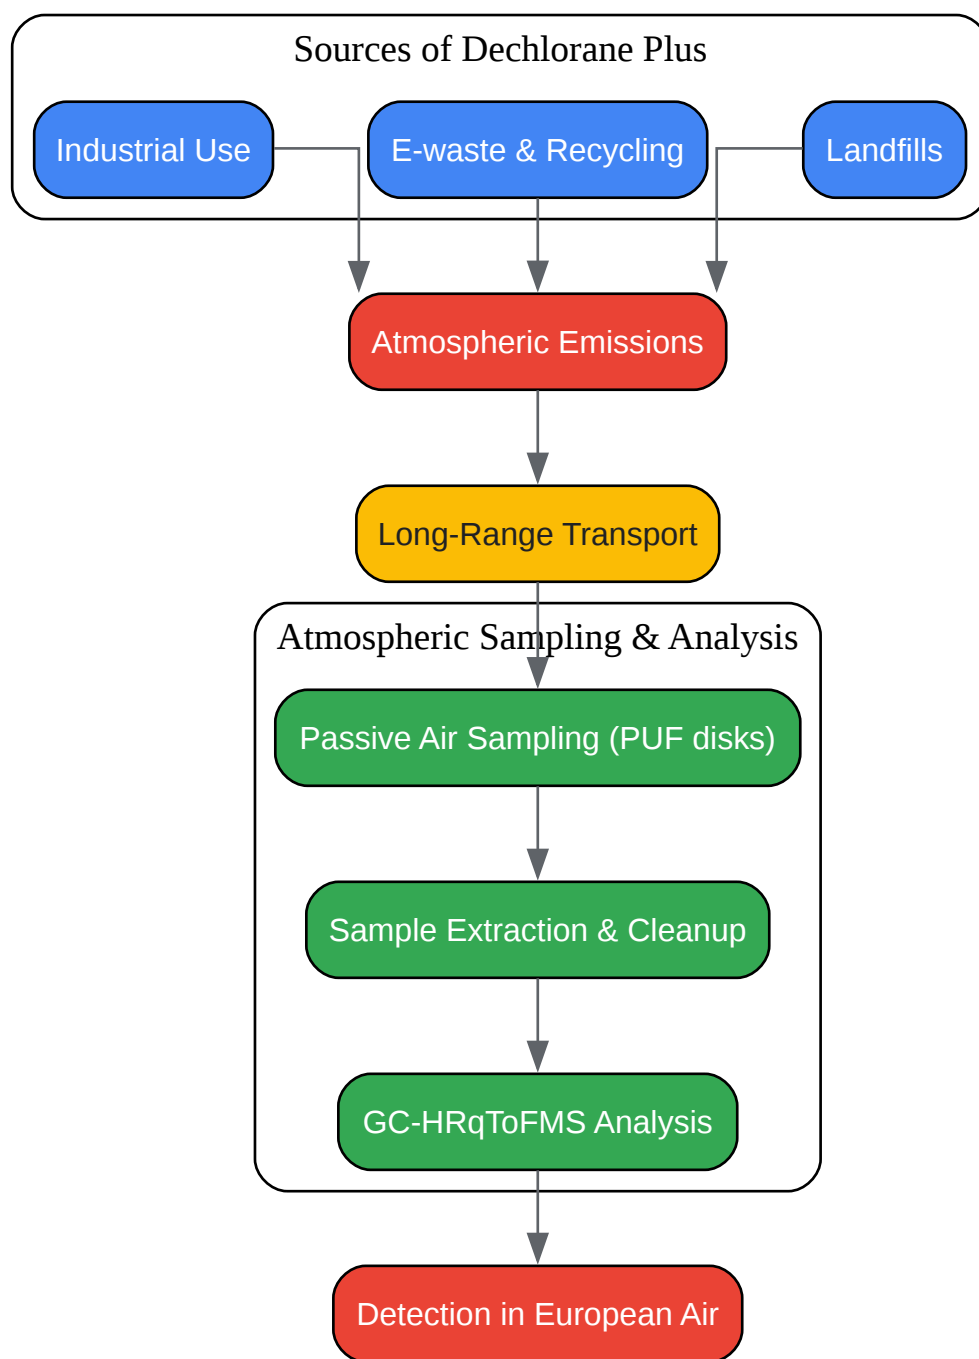 Sources of Dechlorane Plus
Industrial Use
E-waste & Recycling
Landfills
Atmospheric Emissions
Long-Range Transport
Atmospheric Sampling & Analysis
Passive Air Sampling (PUF disks)
Sample Extraction & Cleanup
GC-HRqToFMS Analysis
Detection in European Air